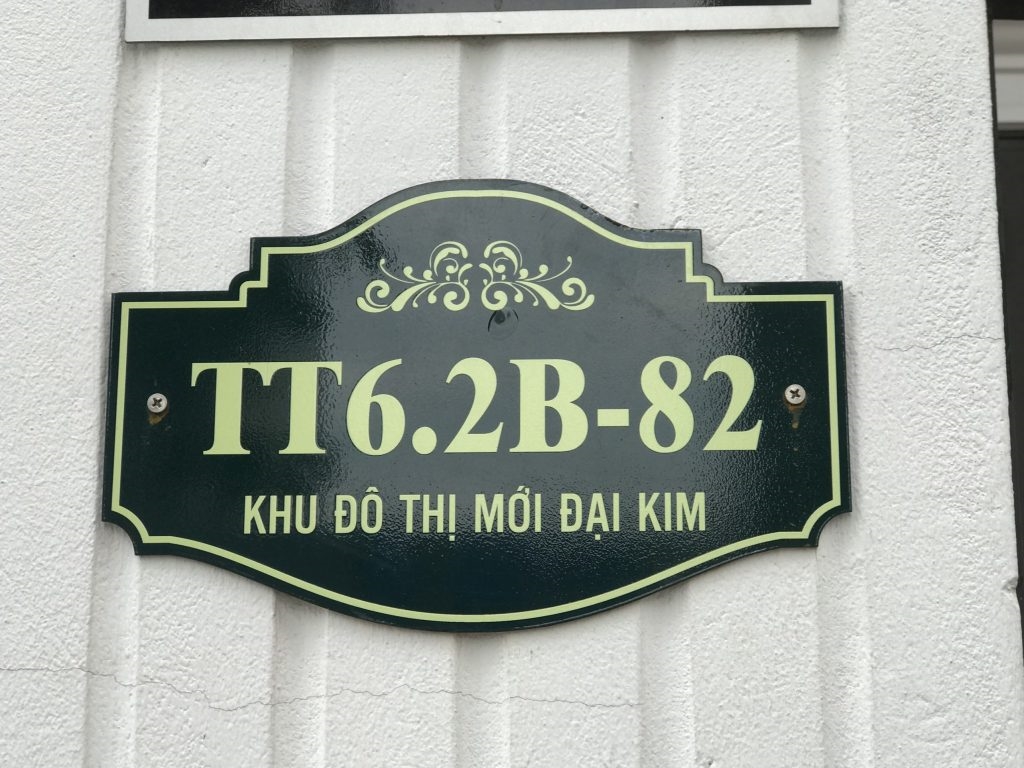 TT6.2B-82
KHU ĐÔ THỊ MỚI ĐẠI KIM